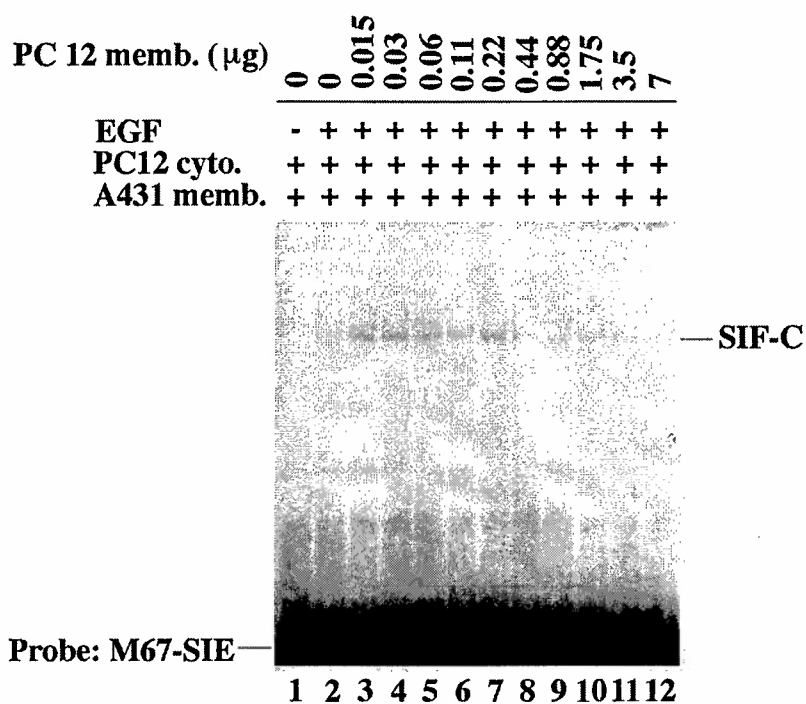 PC 12 memb. (μg) 0 0 0.015 0.03 0.06 0.11 0.22 0.44 0.88 1.75 3.5 7
EGF - + + + + + + + + + + +
PC12 cyto. + + + + + + + + + + + +
A431 memb. + + + + + + + + + + + +
SIF-C
Probe: M67-SIE
1 2 3 4 5 6 7 8 9 10 11 12